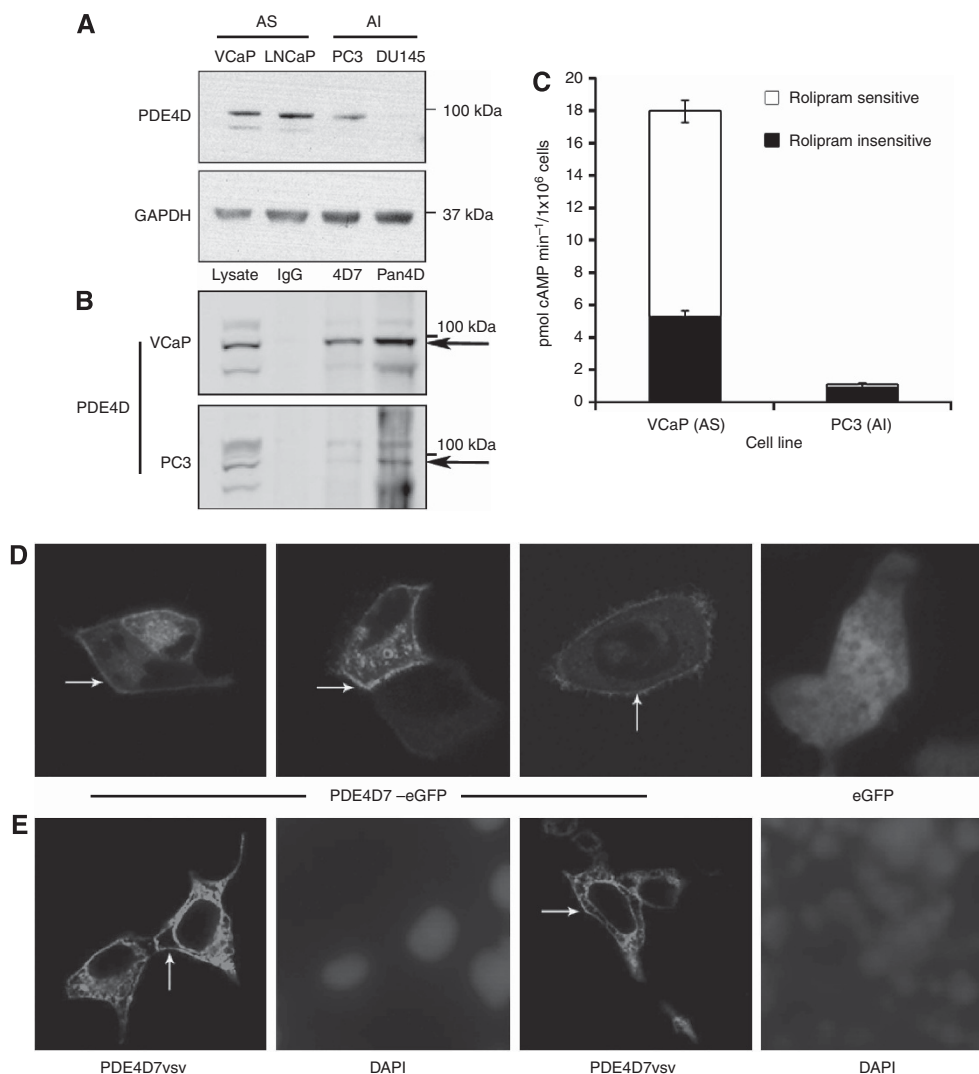 A
AS AI
VCaP LNCaP PC3 DU145
PDE4D
100 kDa
GAPDH
37 kDa
Lysate IgG 4D7 Pan4D
B
VCaP
100 kDa
PDE4D
PC3
100 kDa
C
pmol cAMP min–1/1x10⁶ cells
20
18
16
14
12
10
8
6
4
2
0
Rolipram sensitive
Rolipram insensitive
VCaP (AS) PC3 (AI)
Cell line
D
PDE4D7 –eGFP eGFP
E
PDE4D7vsv DAPI PDE4D7vsv DAPI